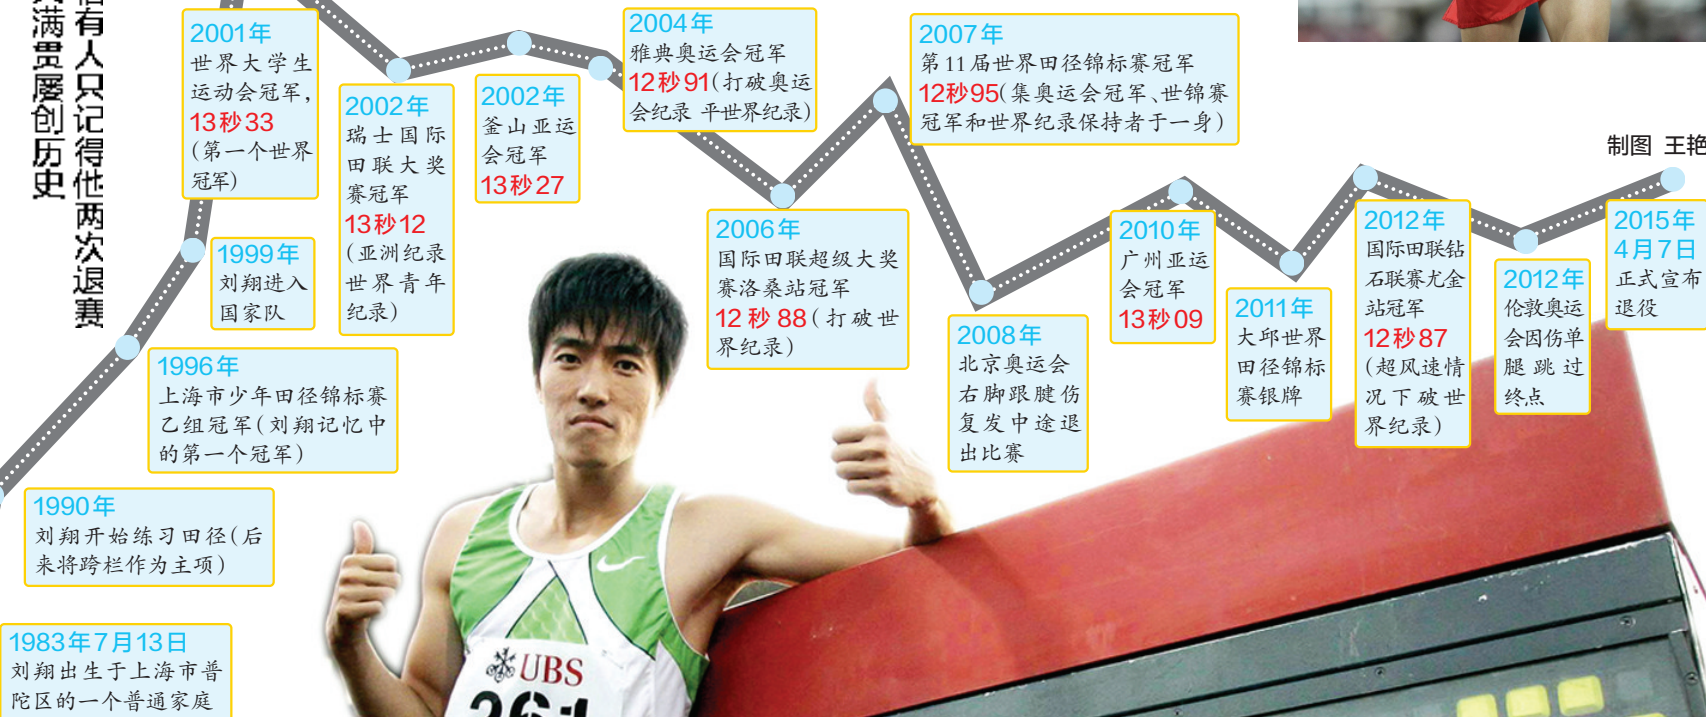 有人只记得他两次退赛
满贯屡创历史
1983年7月13日
刘翔出生于上海市普
陀区的一个普通家庭
1990年
刘翔开始练习田径(后
来将跨栏作为主项)
1996年
上海市少年田径锦标赛
乙组冠军(刘翔记忆中
的第一个冠军)
1999年
刘翔进入
国家队
2001年
世界大学生
运动会冠军,
13秒33
(第一个世界
冠军)
2002年
瑞士国际
田联大奖
赛冠军
13秒12
(亚洲纪录
世界青年
纪录)
2002年
釜山亚运
会冠军
13秒27
2004年
雅典奥运会冠军
12秒91(打破奥运
会纪录 平世界纪录)
2006年
国际田联超级大奖
赛洛桑站冠军
12秒88(打破世
界纪录)
2007年
第11届世界田径锦标赛冠军
12秒95(集奥运会冠军、世锦赛
冠军和世界纪录保持者于一身)
2008年
北京奥运会
右脚跟腱伤
复发中途退
出比赛
2010年
广州亚运
会冠军
13秒09
2011年
大邱世界
田径锦标
赛银牌
2012年
国际田联钻
石联赛尤金
站冠军
12秒87
(超风速情
况下破世
界纪录)
2012年
伦敦奥运
会因伤单
腿跳过
终点
2015年
4月7日
正式宣布
退役
制图 王艳
UBS